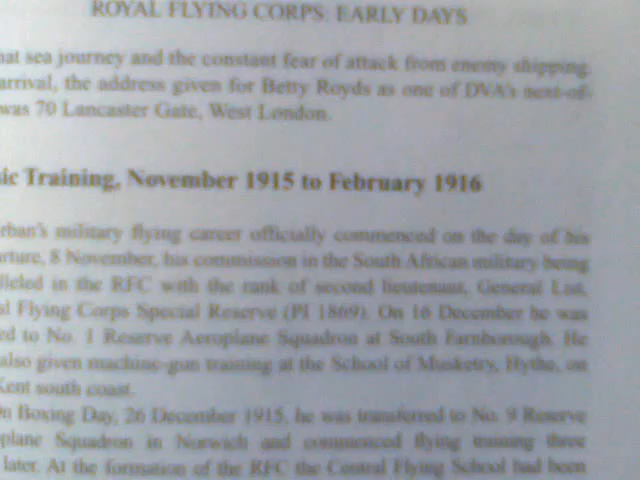 ROYAL FLYING CORPS: EARLY DAYS
hat sea journey and the constant fear of attack from enemy shipping.
arrival, the address given for Betty Royds as one of DVA's next-of-
was 70 Lancaster Gate, West London.
ic Training, November 1915 to February 1916
rban's military flying career officially commenced on the day of his
rture, 8 November, his commission in the South African military being
lleled in the RFC with the rank of second lieutenant, General List,
al Flying Corps Special Reserve (PI 1869). On 16 December he was
ed to No. 1 Reserve Aeroplane Squadron at South Farnborough. He
also given machine-gun training at the School of Musketry, Hythe, on
Kent south coast.
On Boxing Day, 26 December 1915, he was transferred to No. 9 Reserve
plane Squadron in Norwich and commenced flying training three
later. At the formation of the RFC the Central Flying School had been